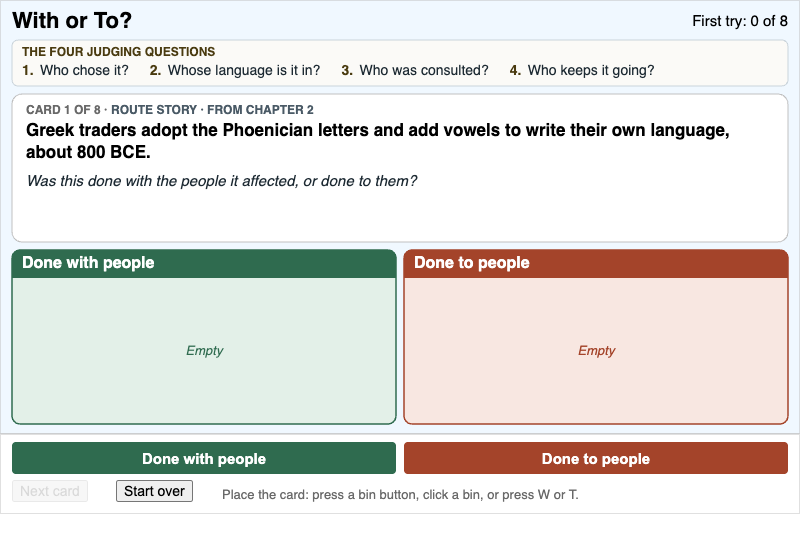 With or To?
First try: 0 of 8
THE FOUR JUDGING QUESTIONS
1. Who chose it? 2. Whose language is it in? 3. Who was consulted? 4. Who keeps it going?
CARD 1 OF 8 · ROUTE STORY · FROM CHAPTER 2
Greek traders adopt the Phoenician letters and add vowels to write their own language,
about 800 BCE.
Was this done with the people it affected, or done to them?
Done with people
Done to people
Empty
Empty
Done with people
Done to people
Next card
Start over
Place the card: press a bin button, click a bin, or press W or T.